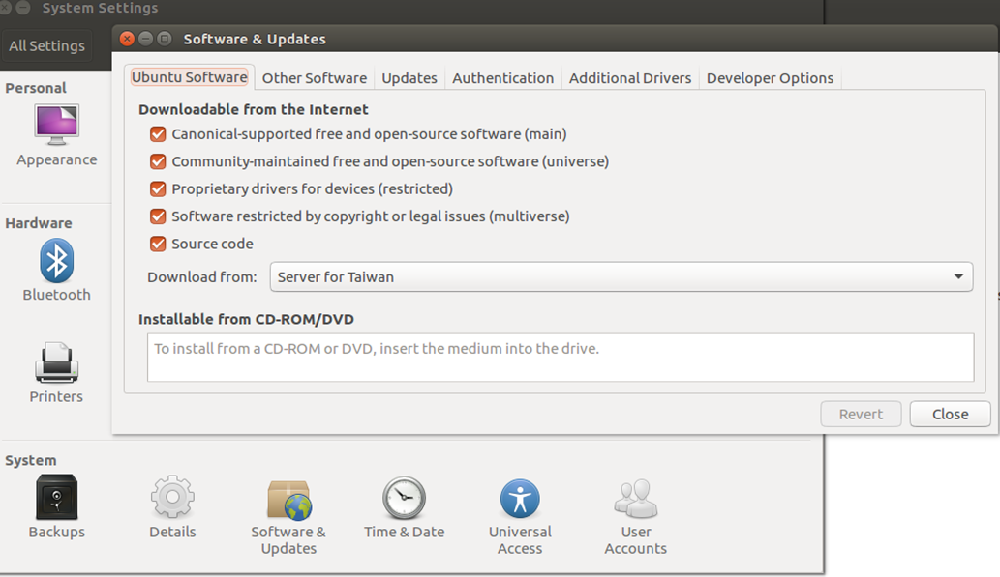 System Settings
All Settings
Software & Updates
Ubuntu Software
Other Software
Updates
Authentication
Additional Drivers
Developer Options
Personal
Appearance
Hardware
Bluetooth
Printers
Downloadable from the Internet
Canonical-supported free and open-source software (main)
Community-maintained free and open-source software (universe)
Proprietary drivers for devices (restricted)
Software restricted by copyright or legal issues (multiverse)
Source code
Download from: Server for Taiwan
Installable from CD-ROM/DVD
To install from a CD-ROM or DVD, insert the medium into the drive.
Revert
Close
System
Backups
Details
Software &
Updates
Time & Date
Universal
Access
User
Accounts